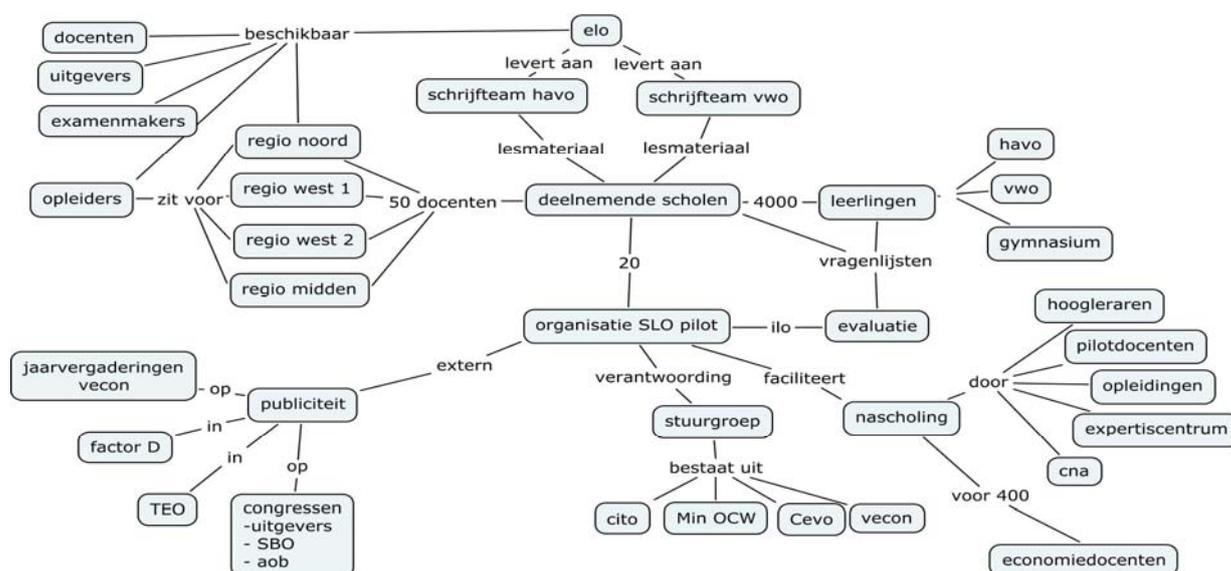 docenten
beschikbaar
elo
uitgevers
levert aan
levert aan
examenmakers
schrijfteam havo
schrijfteam vwo
regio noord
lesmateriaal
lesmateriaal
havo
opleiders
zit voor
regio west 1
50 docenten
deelnemende scholen
4000
leerlingen
vwo
regio west 2
gymnasium
regio midden
20
vragenlijsten
organisatie SLO pilot
ilo
evaluatie
hoogleraren
pilotdocenten
jaarvergaderingen
vecon
op
extern
verantwoording
faciliteert
door
opleidingen
publiciteit
stuurgroep
nascholing
expertiscentrum
factor D
in
cna
in
op
bestaat uit
voor 400
TEO
congressen
-uitgevers
- SBO
- aob
cito
Min OCW
Cevo
vecon
economiedocenten